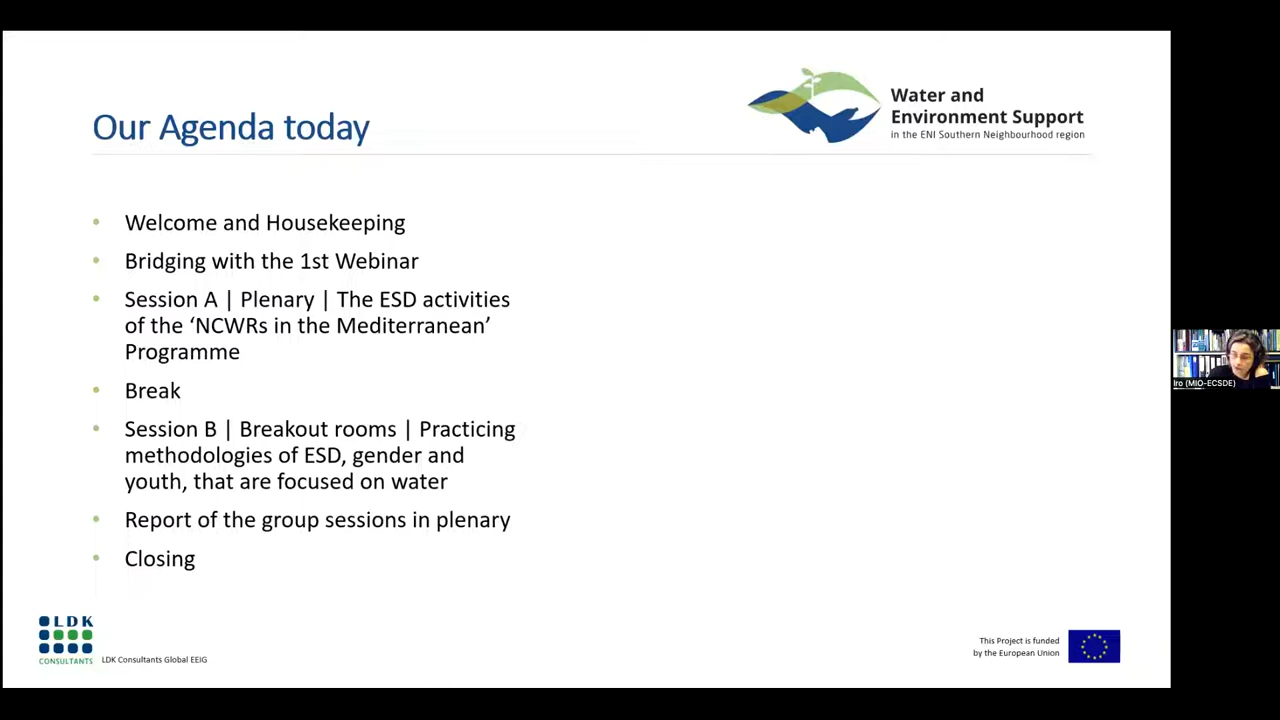 Water and
Environment Support
in the ENI Southern Neighbourhood region
Our Agenda today
• Welcome and Housekeeping
• Bridging with the 1st Webinar
• Session A | Plenary | The ESD activities
of the ‘NCWRs in the Mediterranean’
Programme
• Break
• Session B | Breakout rooms | Practicing
methodologies of ESD, gender and
youth, that are focused on water
• Report of the group sessions in plenary
• Closing
Iro (MIO-ECSDE)
LDK
CONSULTANTS
LDK Consultants Global EEIG
This Project is funded
by the European Union